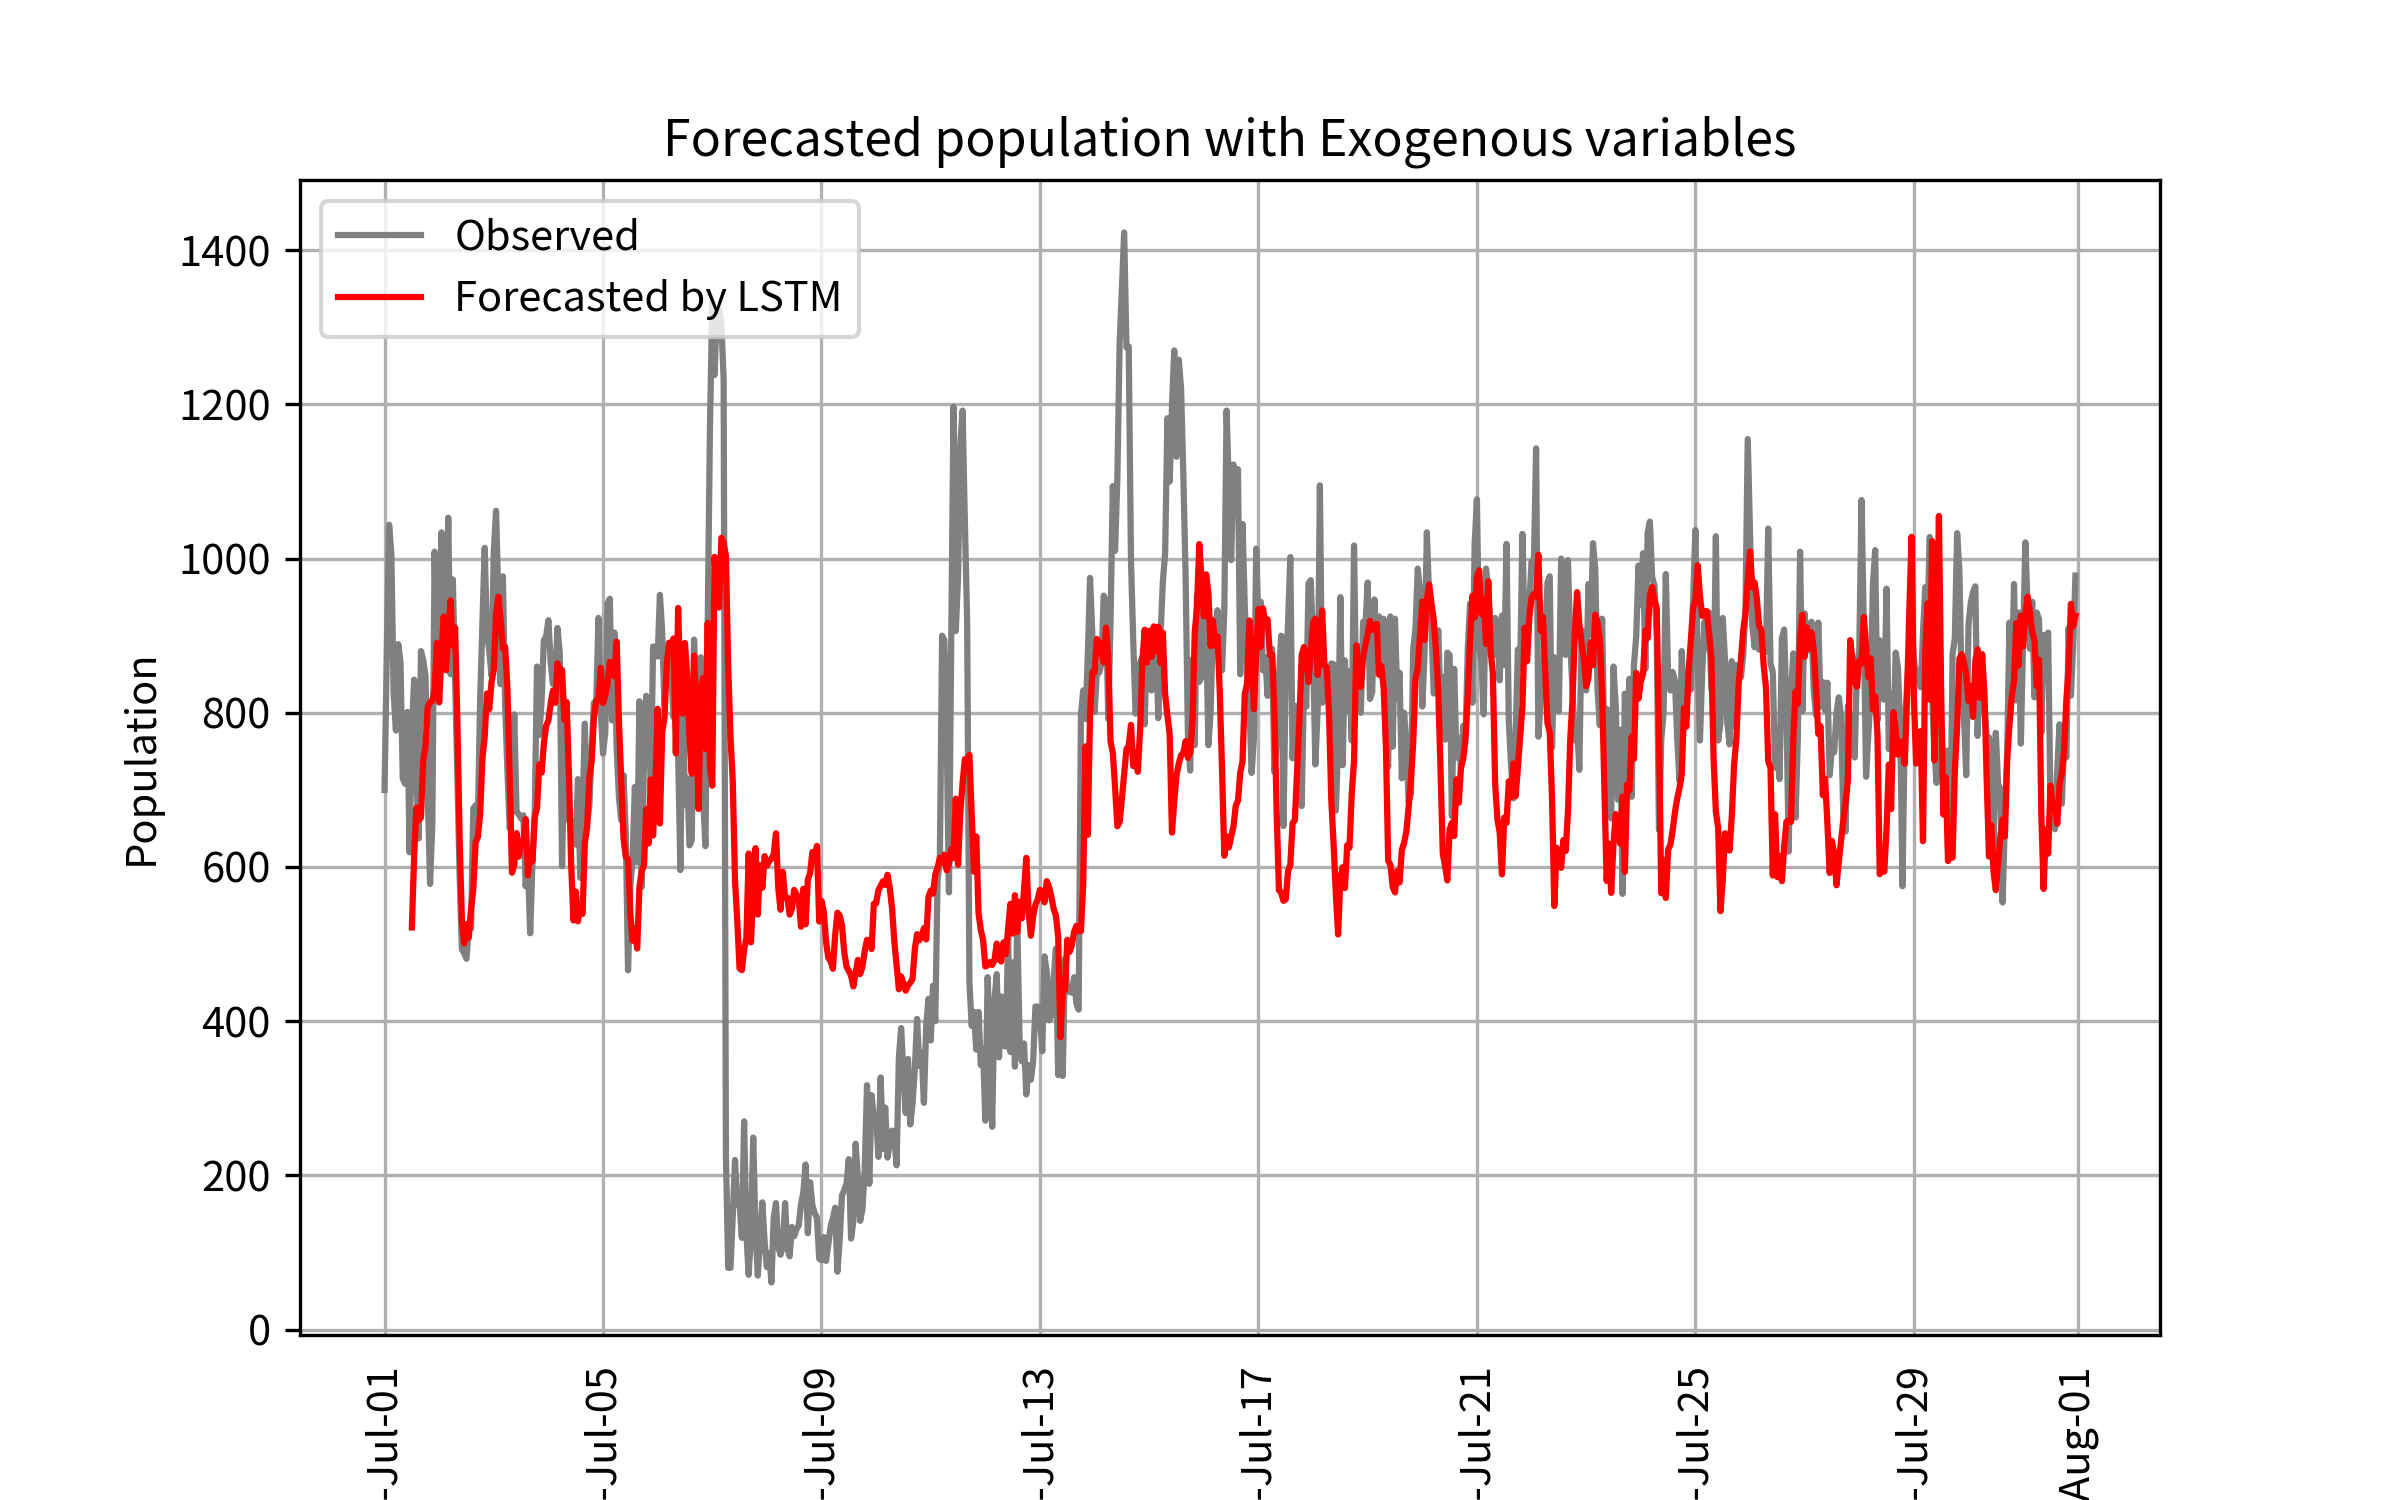 Forecasted population with Exogenous variables
Observed
Forecasted by LSTM
1400
1200
1000
800
600
400
200
0
Population
-Jul-01
-Jul-05
-Jul-09
-Jul-13
-Jul-17
-Jul-21
-Jul-25
-Jul-29
Aug-01